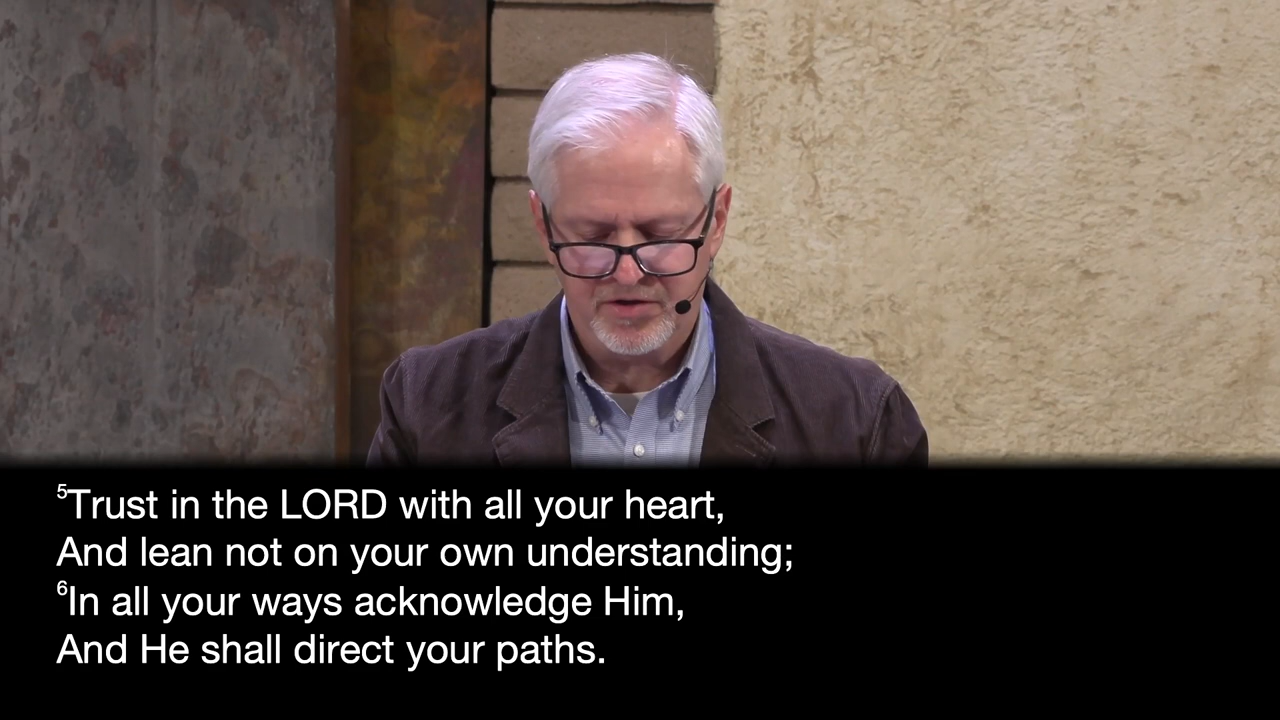 ⁵Trust in the LORD with all your heart,
And lean not on your own understanding;
⁶In all your ways acknowledge Him,
And He shall direct your paths.